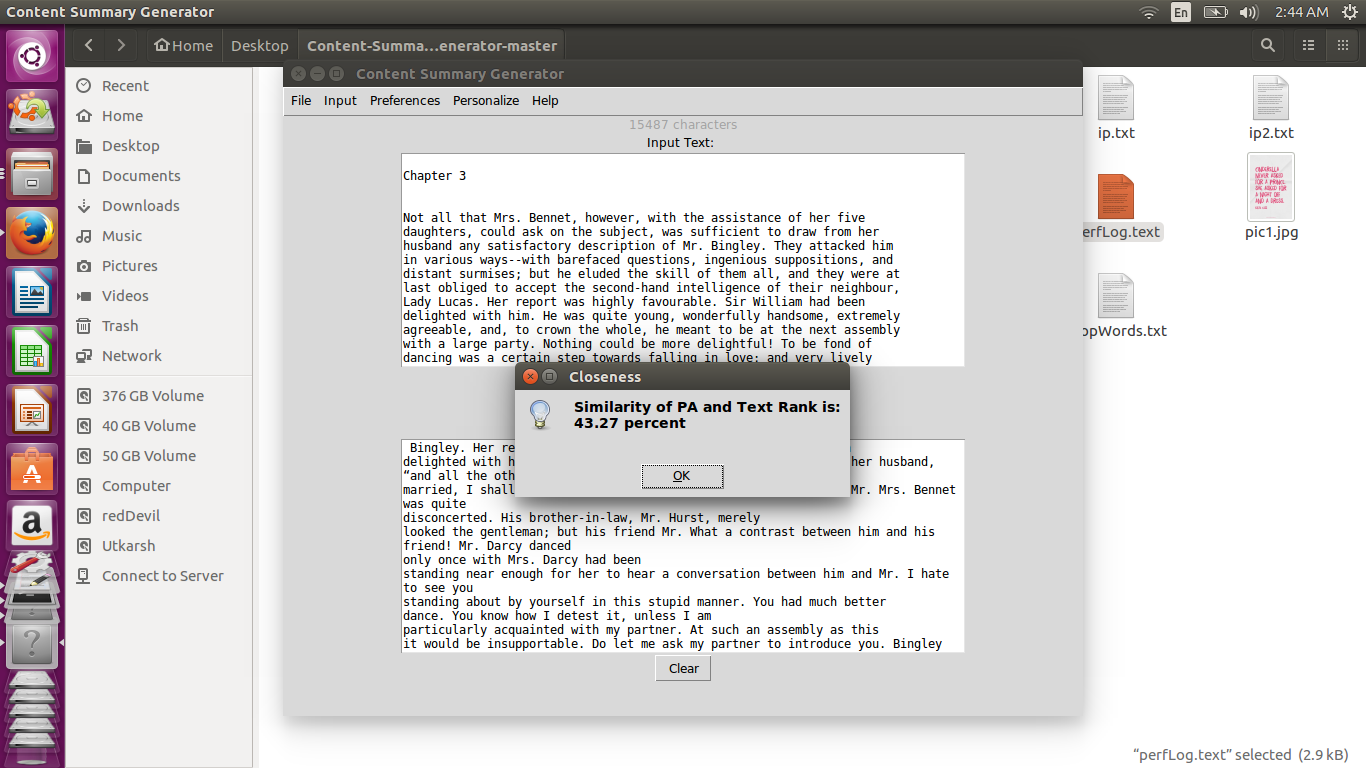 Content Summary Generator
En
2:44 AM
Home
Desktop
Content-Summa...enerator-master
Recent
Home
Desktop
Documents
Downloads
Music
Pictures
Videos
Trash
Network
376 GB Volume
40 GB Volume
50 GB Volume
Computer
redDevil
Utkarsh
Connect to Server
Content Summary Generator
File Input Preferences Personalize Help
15487 characters
Input Text:
Chapter 3
Not all that Mrs. Bennet, however, with the assistance of her five
daughters, could ask on the subject, was sufficient to draw from her
husband any satisfactory description of Mr. Bingley. They attacked him
in various ways--with barefaced questions, ingenious suppositions, and
distant surmises; but he eluded the skill of them all, and they were at
last obliged to accept the second-hand intelligence of their neighbour,
Lady Lucas. Her report was highly favourable. Sir William had been
delighted with him. He was quite young, wonderfully handsome, extremely
agreeable, and, to crown the whole, he meant to be at the next assembly
with a large party. Nothing could be more delightful! To be fond of
dancing was a certain step towards falling in love; and very lively
Closeness
Similarity of PA and Text Rank is:
43.27 percent
OK
Bingley. Her re
delighted with h her husband,
“and all the oth
married, I shall Mr. Mrs. Bennet
was quite
disconcerted. His brother-in-law, Mr. Hurst, merely
looked the gentleman; but his friend Mr. What a contrast between him and his
friend! Mr. Darcy danced
only once with Mrs. Darcy had been
standing near enough for her to hear a conversation between him and Mr. I hate
to see you
standing about by yourself in this stupid manner. You had much better
dance. You know how I detest it, unless I am
particularly acquainted with my partner. At such an assembly as this
it would be insupportable. Do let me ask my partner to introduce you. Bingley
Clear
ip.txt
ip2.txt
erfLog.text
CINDERELLA
NEVER ASKED
FOR A PRINCE.
SHE ASKED FOR
A NIGHT OFF
AND A DRESS.
pic1.jpg
opWords.txt
“perfLog.text” selected (2.9 kB)